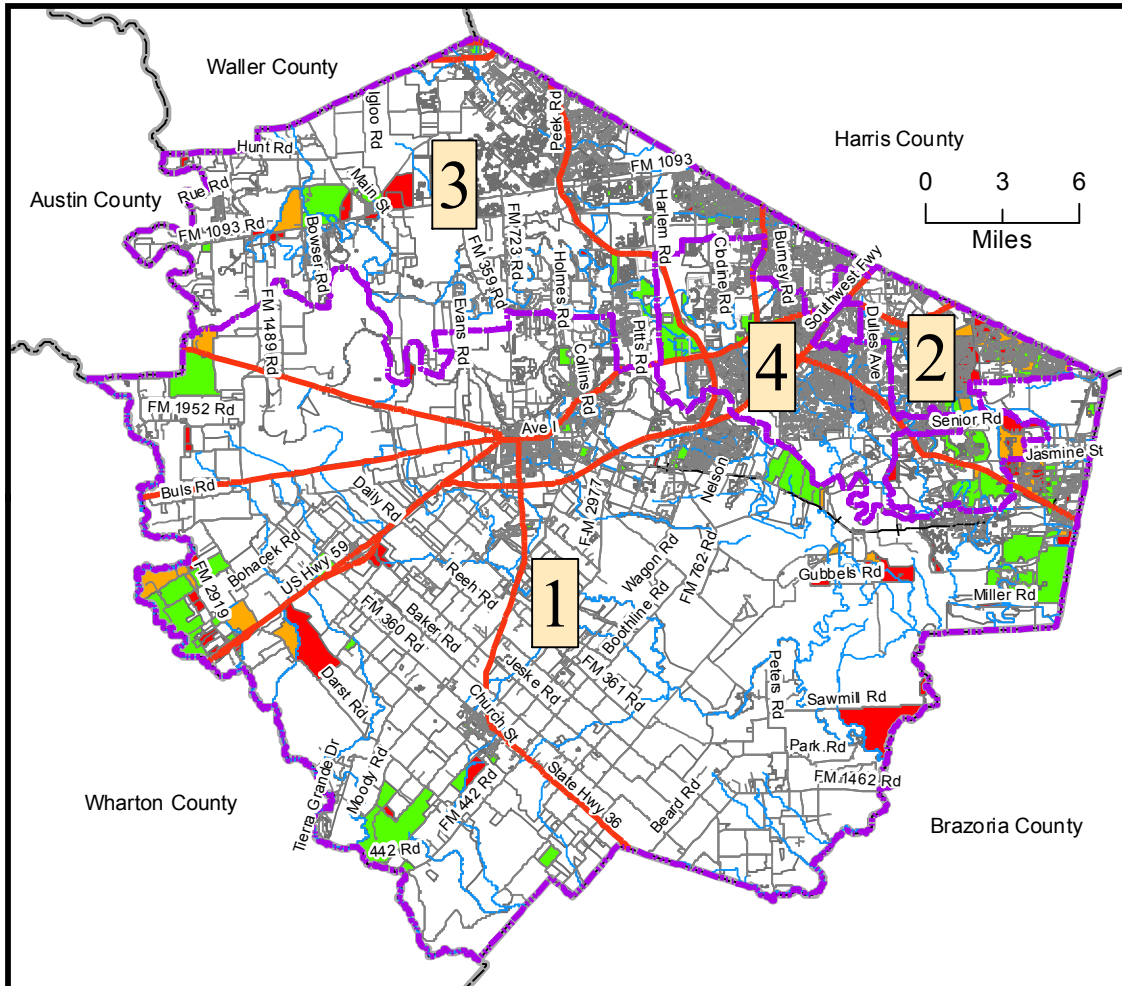 Waller County
Harris County
Austin County
Wharton County
Brazoria County
0 3 6
Miles
Igloo Rd
Peek Rd
Hunt Rd
FM 1093
Main St
3
Rue Rd
FM 1093 Rd
Bowser Rd
FM 723 Rd
FM 359 Rd
Harlem Rd
Clodine Rd
Burney Rd
Southwest Fwy
Holmes Rd
FM 1489 Rd
Evans Rd
Pitts Rd
Collins Rd
Dulles Ave
4
2
FM 1952 Rd
Ave I
Senior Rd
Jasmine St
Buls Rd
Daily Rd
Nelson
FM 2977
Bohacek Rd
US Hwy 59
FM 2919
Reeh Rd
Wagon Rd
FM 762 Rd
Gubbels Rd
Miller Rd
1
Baker Rd
FM 360 Rd
Boothline Rd
Jeske Rd
FM 361 Rd
Darst Rd
Peters Rd
Sawmill Rd
Church St
Park Rd
FM 1462 Rd
Tierra Grande Dr
Moody Rd
FM 442 Rd
State Hwy 36
Beard Rd
442 Rd